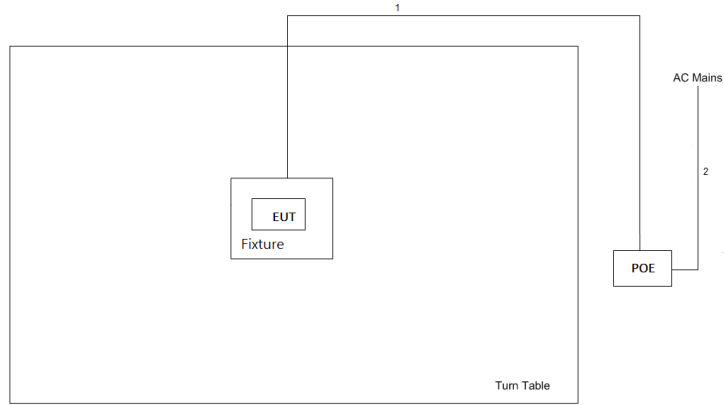 1
AC Mains
2
EUT
Fixture
POE
Turn Table